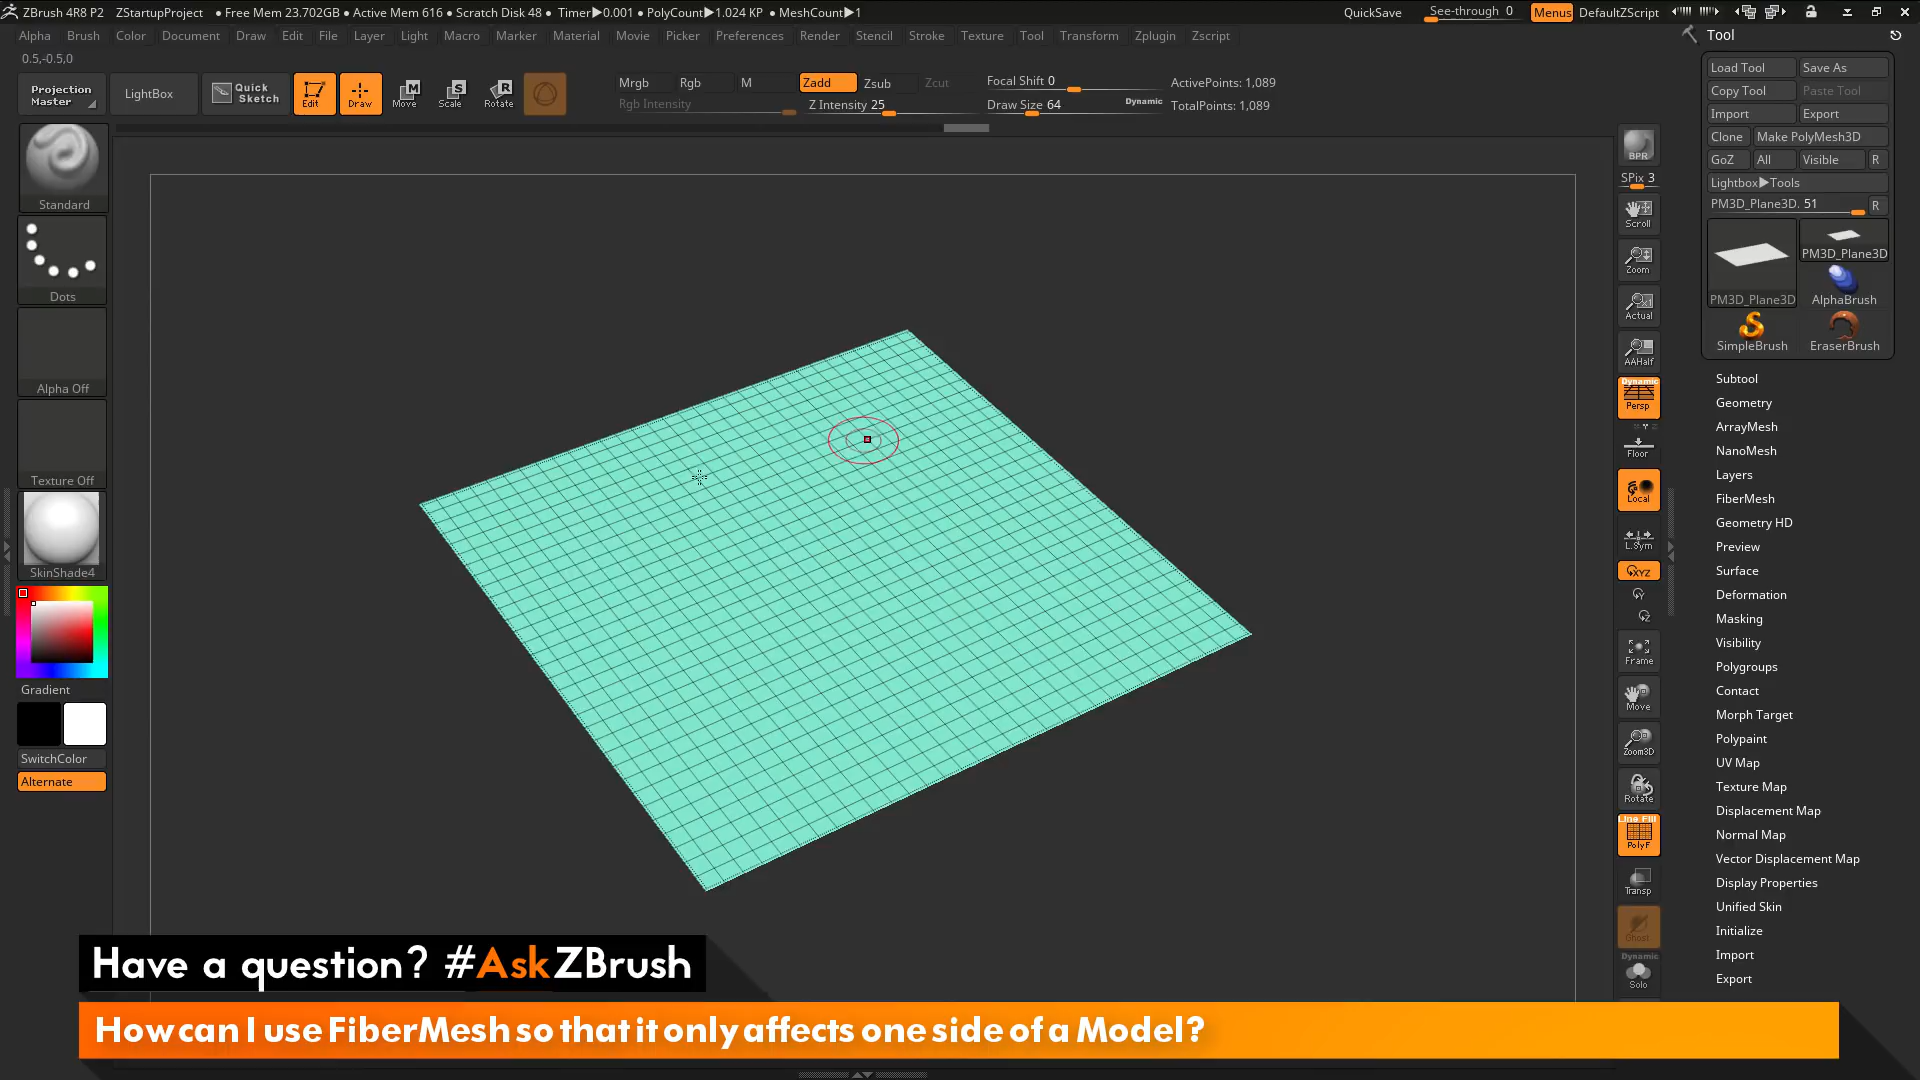 ZBrush 4R8 P2 ZStartupProject • Free Mem 23.702GB • Active Mem 616 • Scratch Disk 48 • Timer▶0.001 • PolyCount▶1.024 KP • MeshCount▶1 QuickSave See-through 0 Menus DefaultZScript
Alpha Brush Color Document Draw Edit File Layer Light Macro Marker Material Movie Picker Preferences Render Stencil Stroke Texture Tool Transform Zplugin Zscript
0.5,-0.5,0
Projection Master
LightBox
Quick Sketch
Edit
Draw
Move
Scale
Rotate
Mrgb Rgb M Zadd Zsub Zcut
Rgb Intensity
Z Intensity 25
Focal Shift 0
Draw Size 64
Dynamic
ActivePoints: 1,089
TotalPoints: 1,089
Standard
Dots
Alpha Off
Texture Off
SkinShade4
Gradient
SwitchColor
Alternate
BPR
SPix 3
Scroll
Zoom
Actual
AAHalf
Dynamic
Persp
Floor
Local
L.Sym
XYZ
Y
Z
Frame
Move
Zoom3D
Rotate
Line Fill
PolyF
Transp
Ghost
Dynamic
Solo
Tool
Load Tool Save As
Copy Tool Paste Tool
Import Export
Clone Make PolyMesh3D
GoZ All Visible R
Lightbox▶Tools
PM3D_Plane3D. 51 R
PM3D_Plane3D
PM3D_Plane3D
AlphaBrush
SimpleBrush
EraserBrush
Subtool
Geometry
ArrayMesh
NanoMesh
Layers
FiberMesh
Geometry HD
Preview
Surface
Deformation
Masking
Visibility
Polygroups
Contact
Morph Target
Polypaint
UV Map
Texture Map
Displacement Map
Normal Map
Vector Displacement Map
Display Properties
Unified Skin
Initialize
Import
Export
Have a question? #AskZBrush
How can I use FiberMesh so that it only affects one side of a Model?